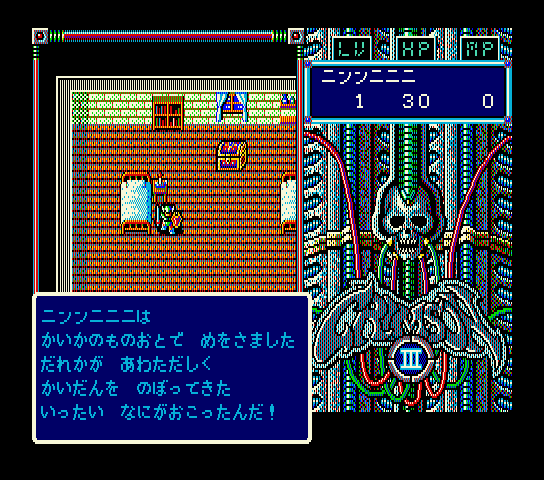 LV HP MP
ニンンニニニ
1 30 0
CRIMSON
III
ニンンニニニは
かいかのものおとで めをさました
だれかが あわただしく
かいだんを のぼってきた
いったい なにがおこったんだ!